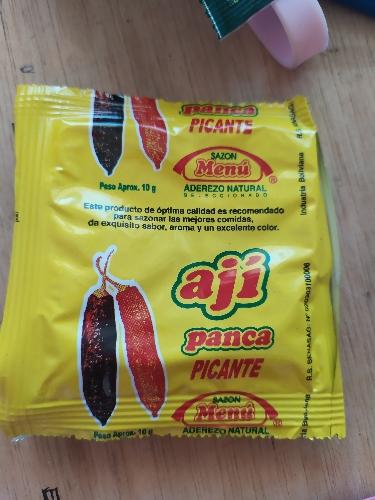 panca
PICANTE
SAZON
Menú®
ADEREZO NATURAL
SELECCIONADO
Peso Aprox. 10 g
Industria Boliviana
Este producto de óptima calidad es recomendado
para sazonar las mejores comidas,
da exquisito sabor, aroma y un excelente color.
ají
panca
PICANTE
SAZON
Menú®
ADEREZO NATURAL
Peso Aprox. 10 g